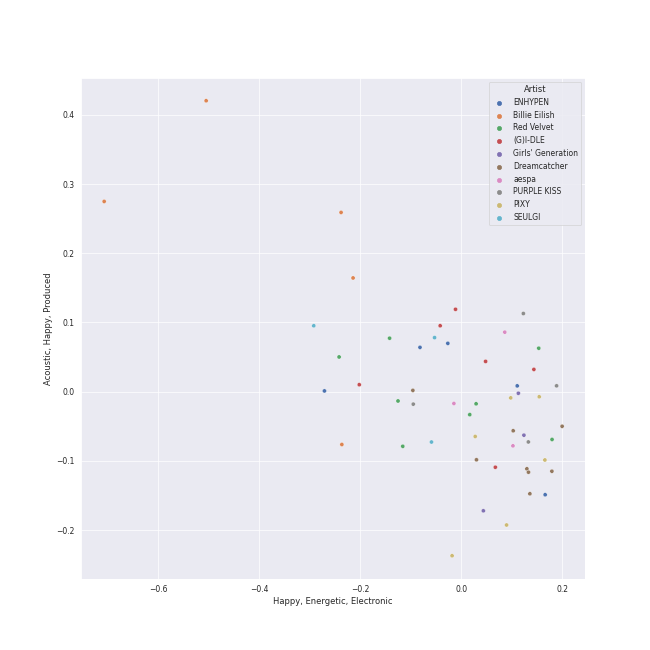 Artist
ENHYPEN
Billie Eilish
Red Velvet
(G)I-DLE
Girls' Generation
Dreamcatcher
aespa
PURPLE KISS
PIXY
SEULGI
Acoustic, Happy, Produced
0.4
0.3
0.2
0.1
0.0
−0.1
−0.2
−0.6
−0.4
−0.2
0.0
0.2
Happy, Energetic, Electronic